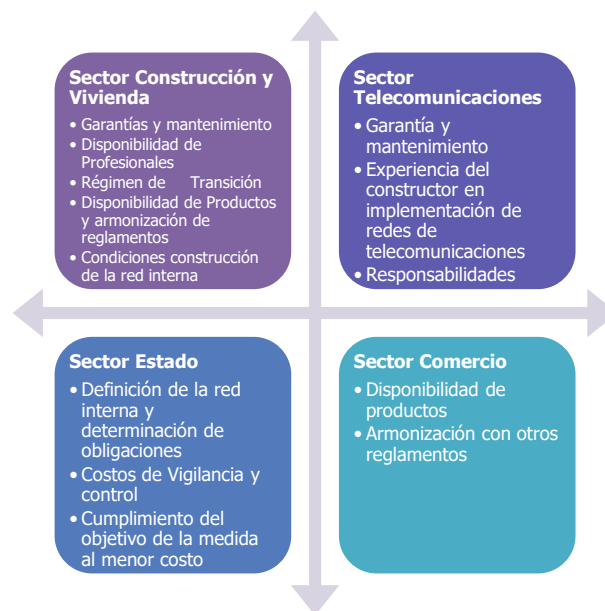 Sector Construcción y
Vivienda
• Garantías y mantenimiento
• Disponibilidad de
Profesionales
• Régimen de Transición
• Disponibilidad de Productos
y armonización de
reglamentos
• Condiciones construcción
de la red interna
Sector
Telecomunicaciones
• Garantía y
mantenimiento
• Experiencia del
constructor en
implementación de
redes de
telecomunicaciones
• Responsabilidades
Sector Estado
• Definición de la red
interna y
determinación de
obligaciones
• Costos de Vigilancia y
control
• Cumplimiento del
objetivo de la medida
al menor costo
Sector Comercio
• Disponibilidad de
productos
• Armonización con otros
reglamentos